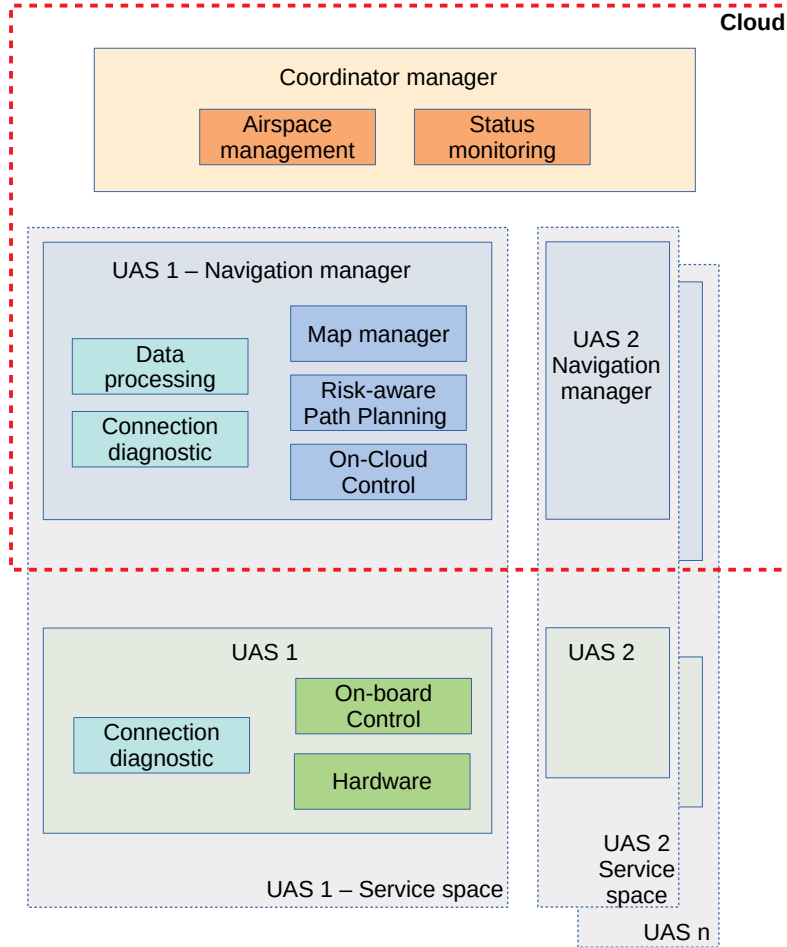 Cloud
Coordinator manager
Airspace
management
Status
monitoring
UAS 1 – Navigation manager
Data
processing
Connection
diagnostic
Map manager
Risk-aware
Path Planning
On-Cloud
Control
UAS 2
Navigation
manager
UAS 1
Connection
diagnostic
On-board
Control
Hardware
UAS 1 – Service space
UAS 2
UAS 2
Service
space
UAS n